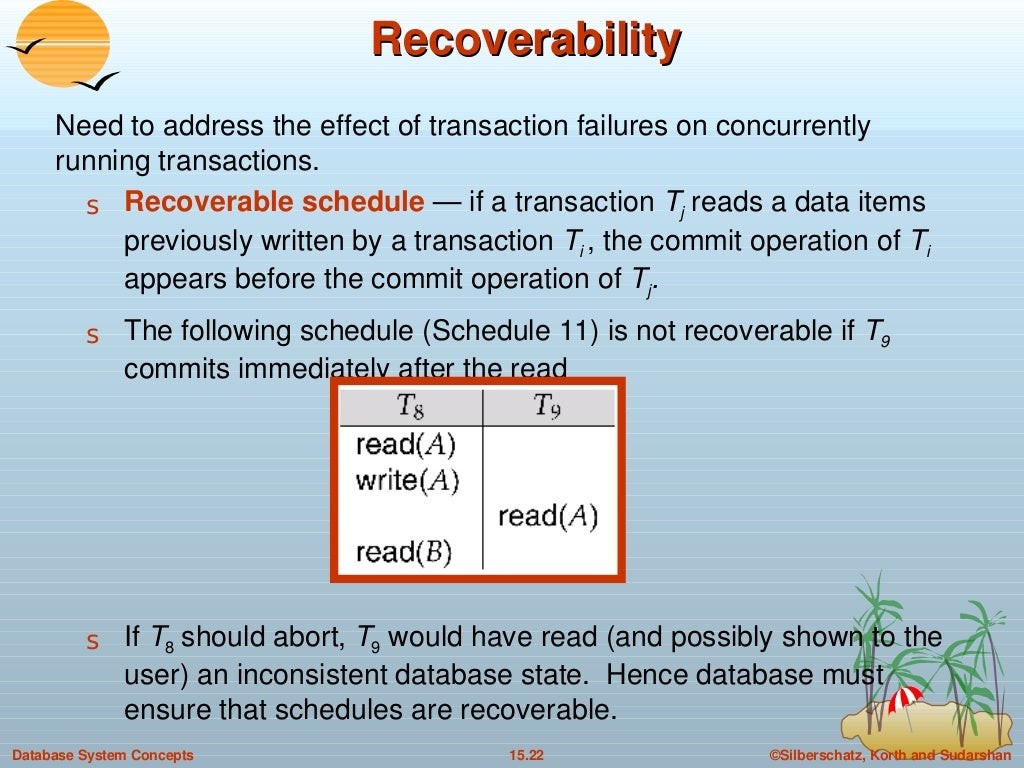 Recoverability
Need to address the effect of transaction failures on concurrently
running transactions.
s Recoverable schedule — if a transaction Tj reads a data items
previously written by a transaction Ti , the commit operation of Ti
appears before the commit operation of Tj.
s The following schedule (Schedule 11) is not recoverable if T9
commits immediately after the read
T8 T9
read(A)
write(A)
read(A)
read(B)
s If T8 should abort, T9 would have read (and possibly shown to the
user) an inconsistent database state. Hence database must
ensure that schedules are recoverable.
Database System Concepts 15.22 ©Silberschatz, Korth and Sudarshan